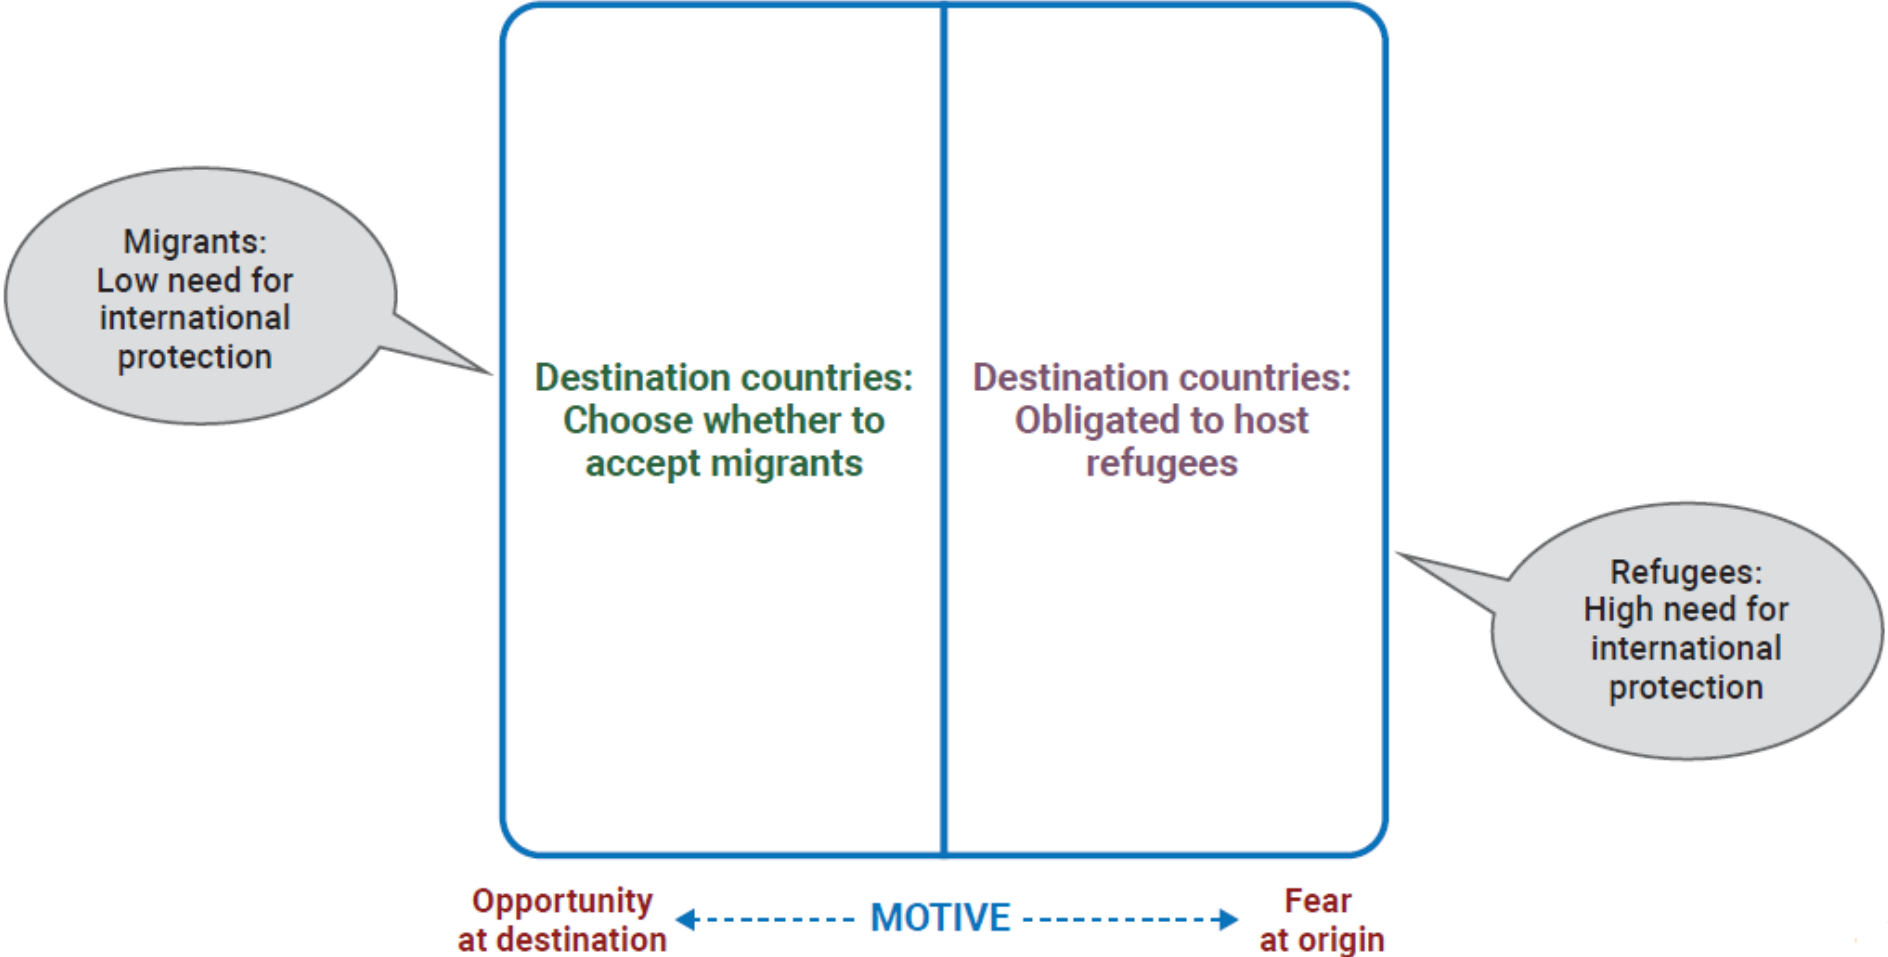 Migrants:
Low need for
international
protection
Destination countries:
Choose whether to
accept migrants
Destination countries:
Obligated to host
refugees
Refugees:
High need for
international
protection
Opportunity
at destination
MOTIVE
Fear
at origin